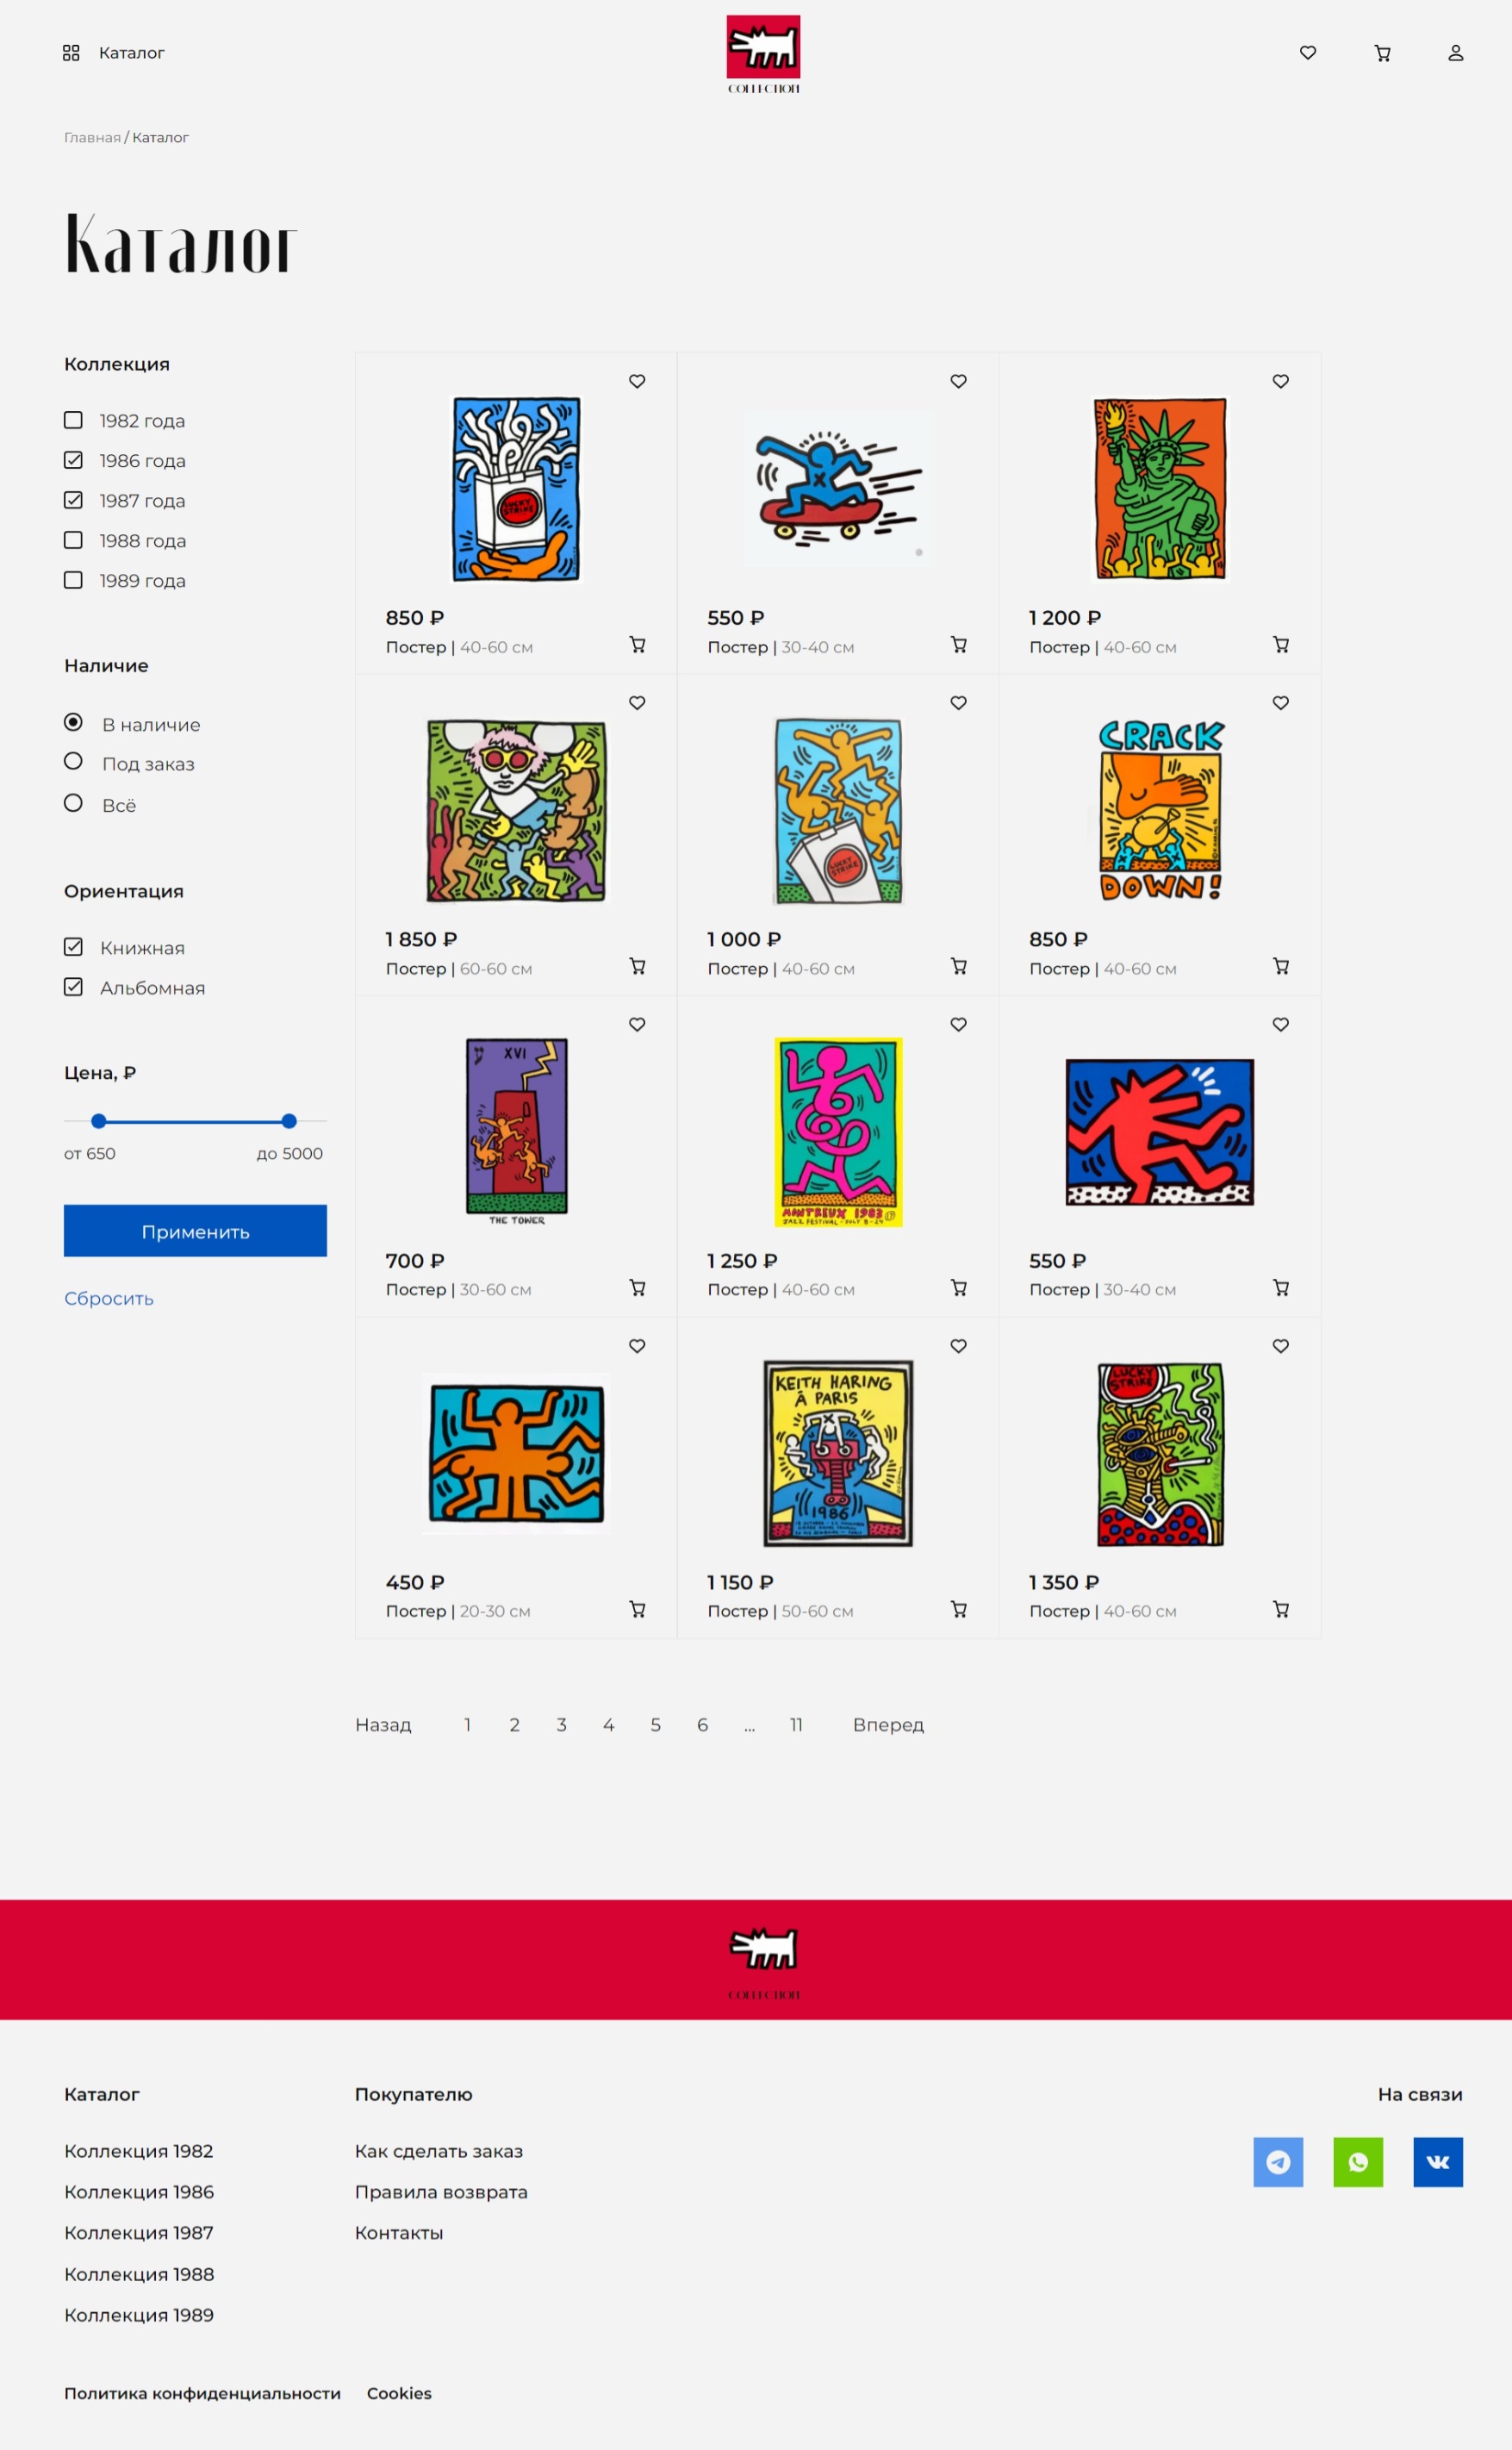 Каталог
COLLECTION
Главная / Каталог
Каталог
Коллекция
1982 года
1986 года
1987 года
1988 года
1989 года
Наличие
В наличие
Под заказ
Всё
Ориентация
Книжная
Альбомная
Цена, ₽
от 650
до 5000
Применить
Сбросить
LUCKY
STRIKE
850 ₽
Постер | 40-60 см
550 ₽
Постер | 30-40 см
1 200 ₽
Постер | 40-60 см
1 850 ₽
Постер | 60-60 см
LUCKY
STRIKE
1 000 ₽
Постер | 40-60 см
CRACK
DOWN!
850 ₽
Постер | 40-60 см
XVI
THE TOWER
700 ₽
Постер | 30-60 см
MONTREUX 1983
JAZZ FESTIVAL - JULY 8 - 24
1 250 ₽
Постер | 40-60 см
550 ₽
Постер | 30-40 см
450 ₽
Постер | 20-30 см
KEITH HARING
À PARIS
1986
1 150 ₽
Постер | 50-60 см
LUCKY
STRIKE
1 350 ₽
Постер | 40-60 см
Назад 1 2 3 4 5 6 ... 11 Вперед
COLLECTION
Каталог
Коллекция 1982
Коллекция 1986
Коллекция 1987
Коллекция 1988
Коллекция 1989
Покупателю
Как сделать заказ
Правила возврата
Контакты
На связи
Политика конфиденциальности Cookies